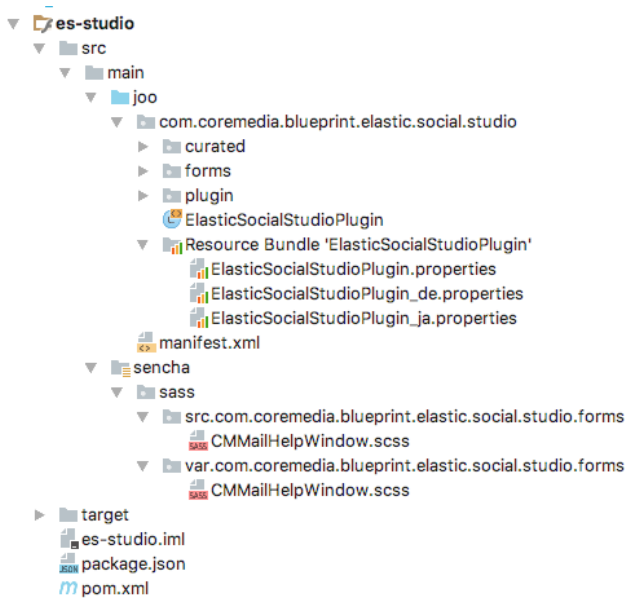 es-studio
src
main
joo
com.coremedia.blueprint.elastic.social.studio
curated
forms
plugin
ElasticSocialStudioPlugin
Resource Bundle 'ElasticSocialStudioPlugin'
ElasticSocialStudioPlugin.properties
ElasticSocialStudioPlugin_de.properties
ElasticSocialStudioPlugin_ja.properties
manifest.xml
sencha
sass
src.com.coremedia.blueprint.elastic.social.studio.forms
CMMailHelpWindow.scss
var.com.coremedia.blueprint.elastic.social.studio.forms
CMMailHelpWindow.scss
target
es-studio.iml
package.json
pom.xml